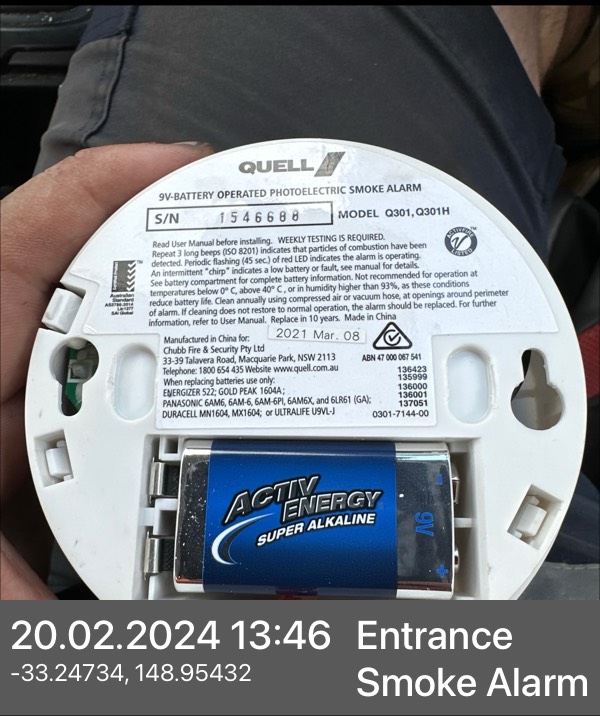 QUELL
9V-BATTERY OPERATED PHOTOELECTRIC SMOKE ALARM
S/N 1546688 MODEL Q301,Q301H
Read User Manual before installing. WEEKLY TESTING IS REQUIRED.
Repeat 3 long beeps (ISO 8201) indicates that particles of combustion have been
detected. Periodic flashing (45 sec.) of red LED indicates the alarm is operating.
An intermittent "chirp" indicates a low battery or fault, see manual for details.
See battery compartment for complete battery information. Not recommended for operation at
temperatures below 0° C, above 40° C, or in humidity higher than 93%, as these conditions
reduce battery life. Clean annually using compressed air or vacuum hose, at openings around perimeter
of alarm. If cleaning does not restore to normal operation, the alarm should be replaced. For further
information, refer to User Manual. Replace in 10 years. Made in China
Australian
Standard
AS3786:2014
SAI Global
Manufactured in China for: 2021 Mar. 08
Chubb Fire & Security Pty Ltd
33-39 Talavera Road, Macquarie Park, NSW 2113 ABN 47 000 067 541
Telephone: 1800 654 435 Website www.quell.com.au 136423
When replacing batteries use only: 135999
ENERGIZER 522; GOLD PEAK 1604A; 136000
PANASONIC 6AM6, 6AM-6, 6AM-6PI, 6AM6X, and 6LR61 (GA); 136001
137051
DURACELL MN1604, MX1604; or ULTRALIFE U9VL-J 0301-7144-00
ACTIV
ENERGY
SUPER ALKALINE
9V
- +
20.02.2024 13:46 Entrance
-33.24734, 148.95432 Smoke Alarm